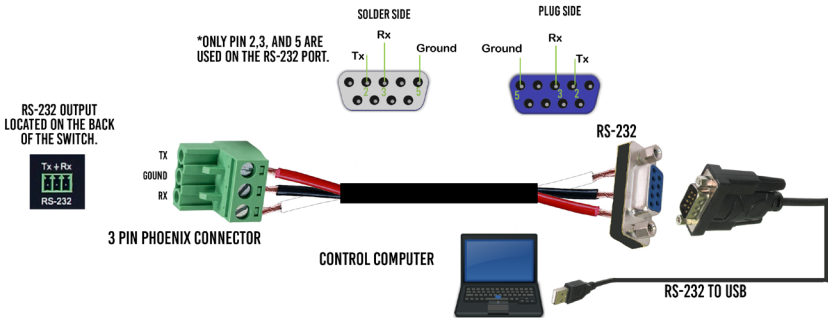 SOLDER SIDE
PLUG SIDE
*ONLY PIN 2,3, AND 5 ARE
USED ON THE RS-232 PORT.
Rx
Tx
Ground
2
3
5
Ground
Rx
Tx
5
3
2
RS-232 OUTPUT
LOCATED ON THE BACK
OF THE SWITCH.
Tx + Rx
RS-232
TX
GOUND
RX
3 PIN PHOENIX CONNECTOR
RS-232
CONTROL COMPUTER
RS-232 TO USB